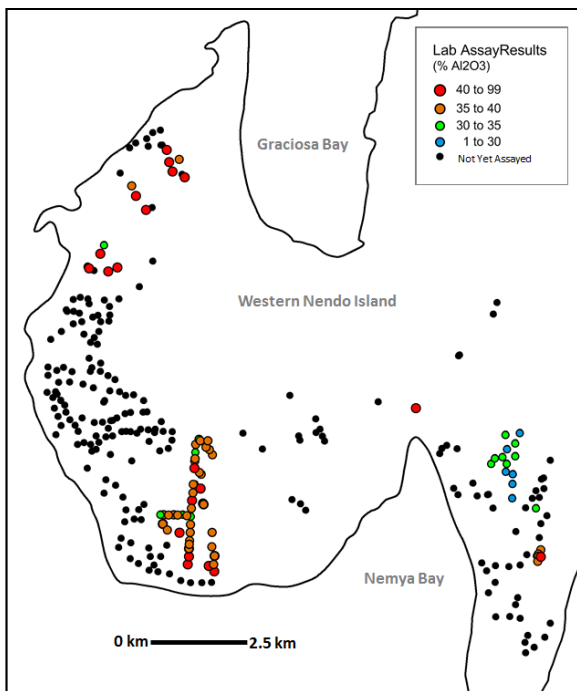 Lab AssayResults
(% Al2O3)
40 to 99
35 to 40
30 to 35
1 to 30
Not Yet Assayed
Graciosa Bay
Western Nendo Island
Nemya Bay
0 km
2.5 km